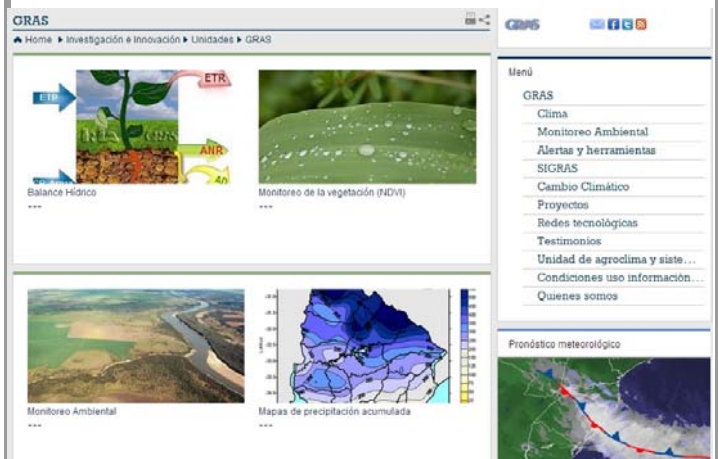 GRAS
Home ▶ Investigación e Innovación ▶ Unidades ▶ GRAS
ETP
ETR
ANR
Balance Hídrico
---
Monitoreo de la vegetación (NDVI)
---
Monitoreo Ambiental
---
Mapas de precipitación acumulada
---
GRAS
Menú
GRAS
Clima
Monitoreo Ambiental
Alertas y herramientas
SIGRAS
Cambio Climático
Proyectos
Redes tecnológicas
Testimonios
Unidad de agroclima y siste...
Condiciones uso información...
Quienes somos
Pronóstico meteorológico